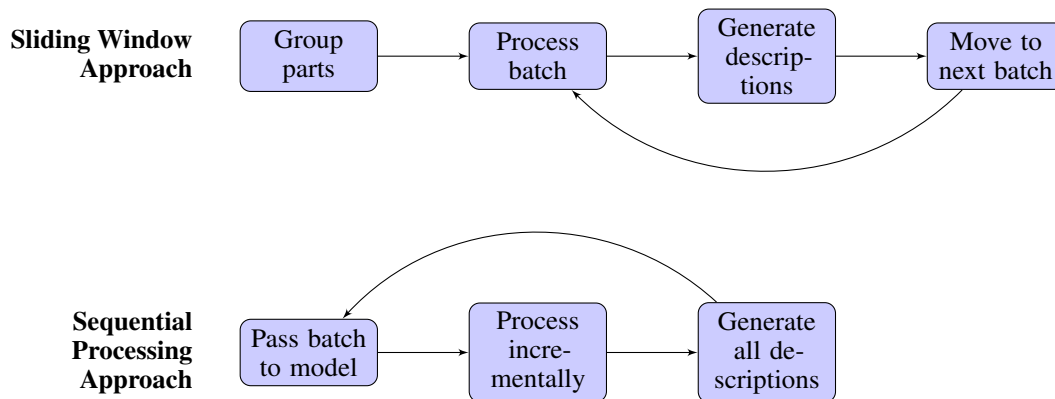 Sliding Window
Approach
Group
parts
Process
batch
Generate
descrip-
tions
Move to
next batch
Sequential
Processing
Approach
Pass batch
to model
Process
incre-
mentally
Generate
all de-
scriptions